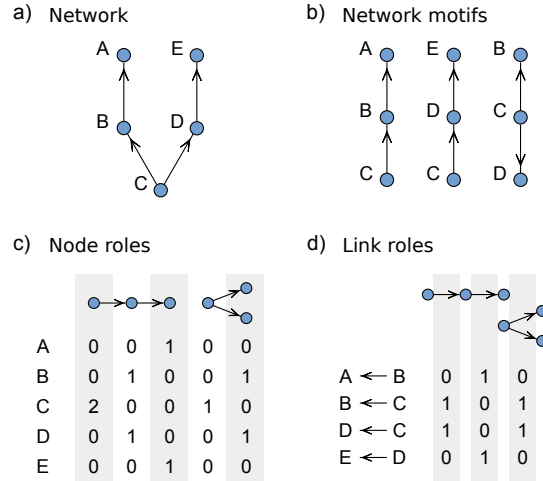 a) Network
A E
B D
C
b) Network motifs
A E B
B D C
C C D
c) Node roles
A 0 0 1 0 0
B 0 1 0 0 1
C 2 0 0 1 0
D 0 1 0 0 1
E 0 0 1 0 0
d) Link roles
A ← B 0 1 0
B ← C 1 0 1
D ← C 1 0 1
E ← D 0 1 0